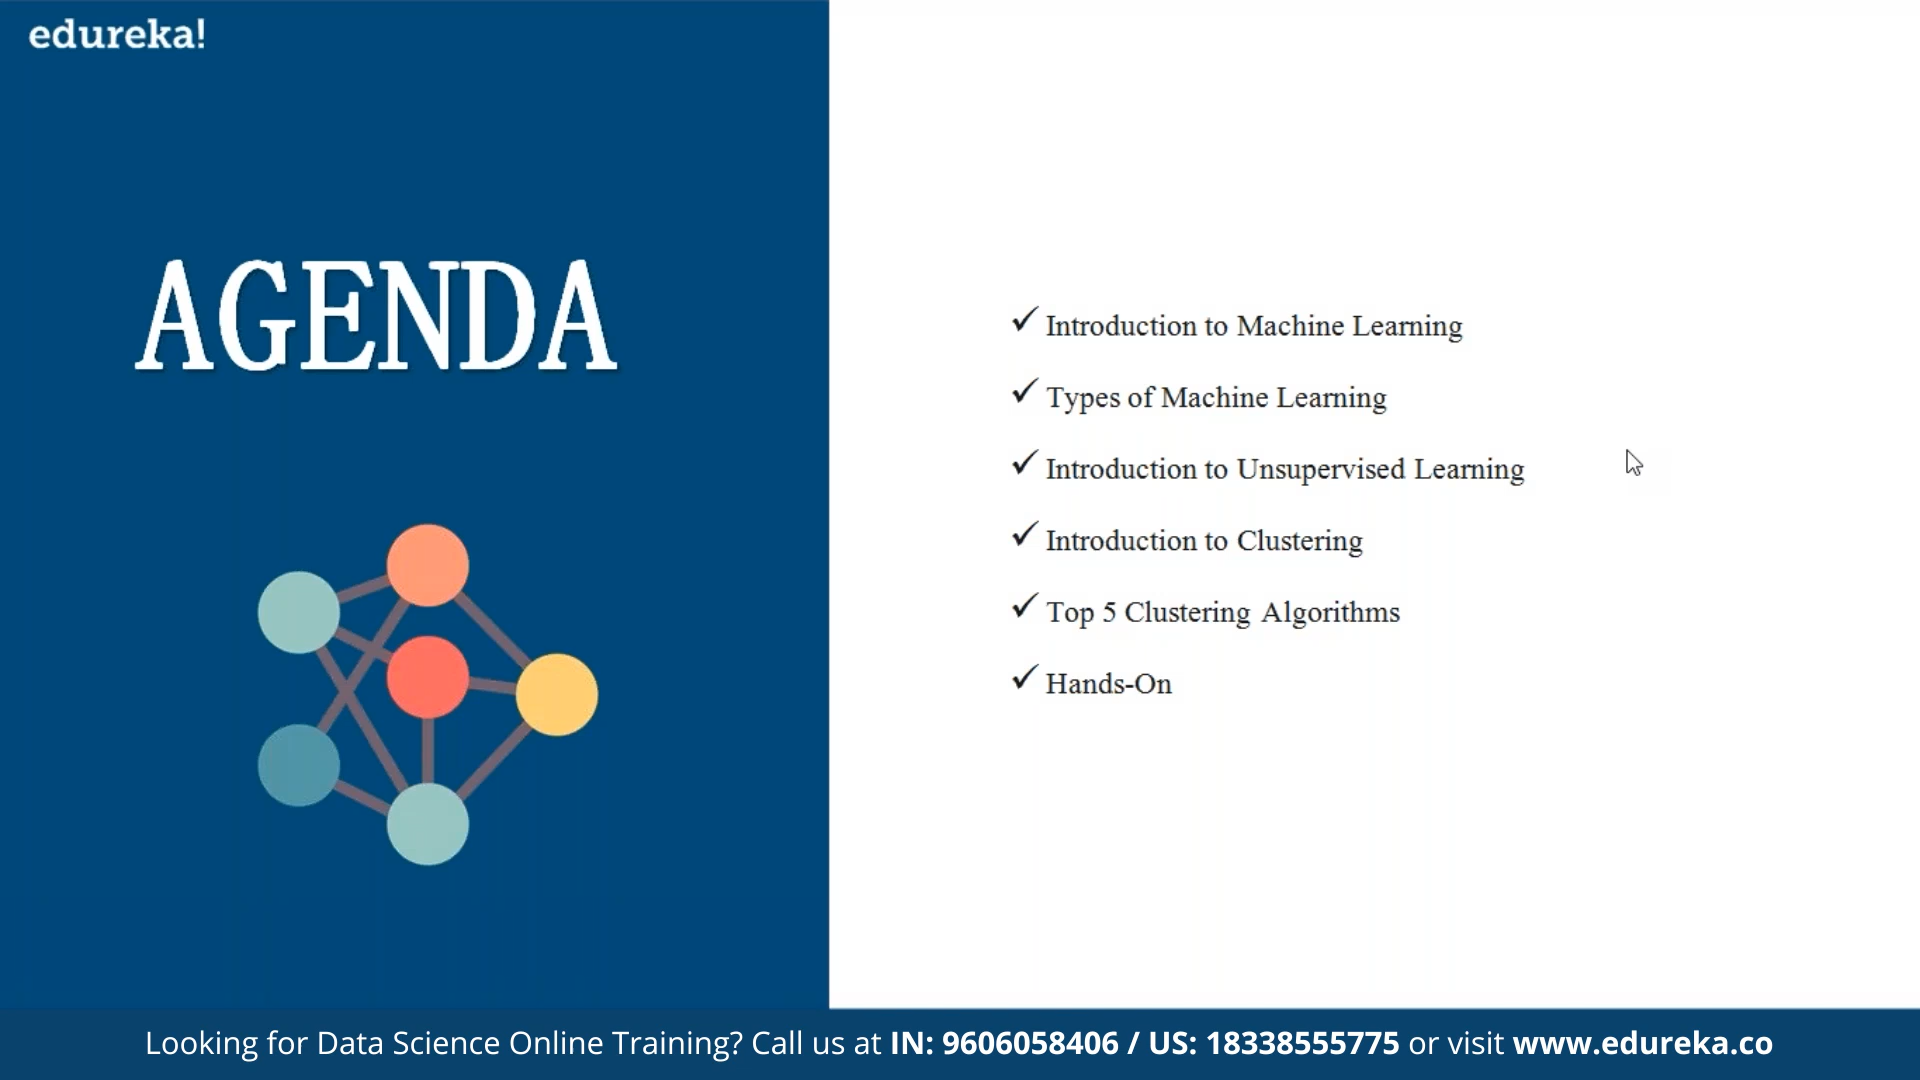 edureka!
AGENDA
✓ Introduction to Machine Learning
✓ Types of Machine Learning
✓ Introduction to Unsupervised Learning
✓ Introduction to Clustering
✓ Top 5 Clustering Algorithms
✓ Hands-On
Looking for Data Science Online Training? Call us at IN: 9606058406 / US: 18338555775 or visit www.edureka.co